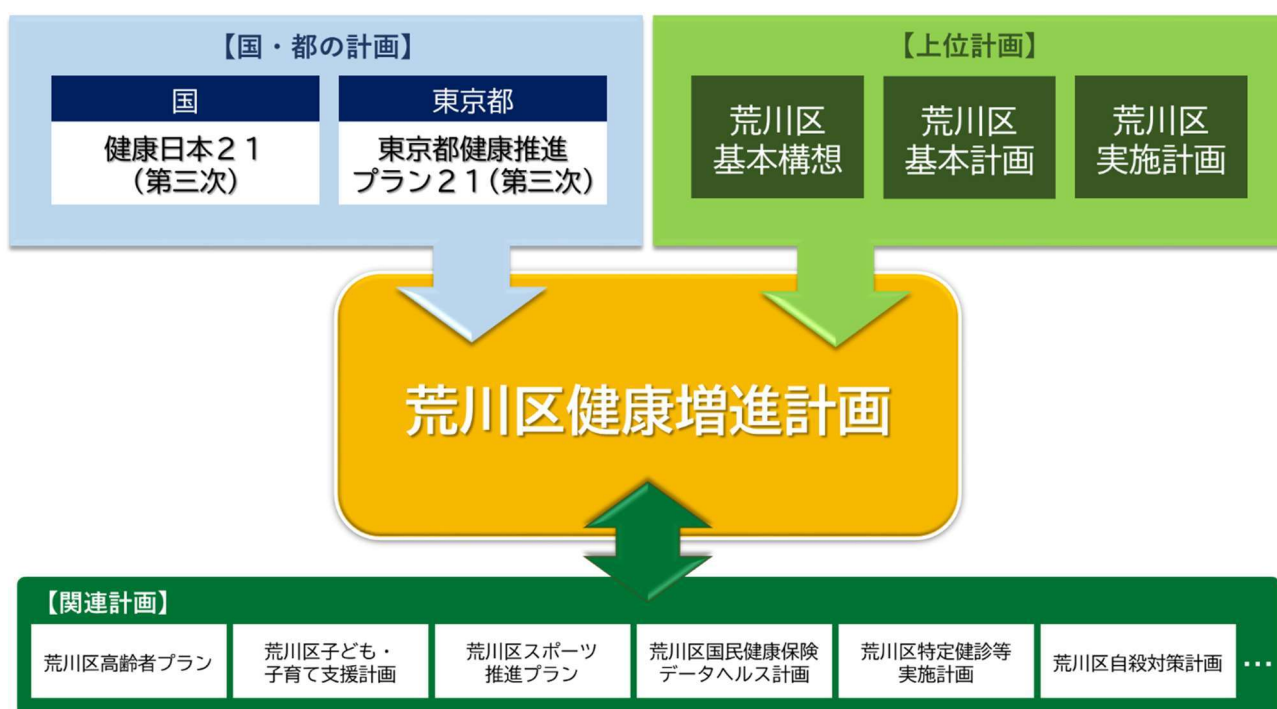 【国・都の計画】
国
健康日本２１
（第三次）
東京都
東京都健康推進
プラン２１（第三次）
【上位計画】
荒川区
基本構想
荒川区
基本計画
荒川区
実施計画
荒川区健康増進計画
【関連計画】
荒川区高齢者プラン
荒川区子ども・
子育て支援計画
荒川区スポーツ
推進プラン
荒川区国民健康保険
データヘルス計画
荒川区特定健診等
実施計画
荒川区自殺対策計画
…